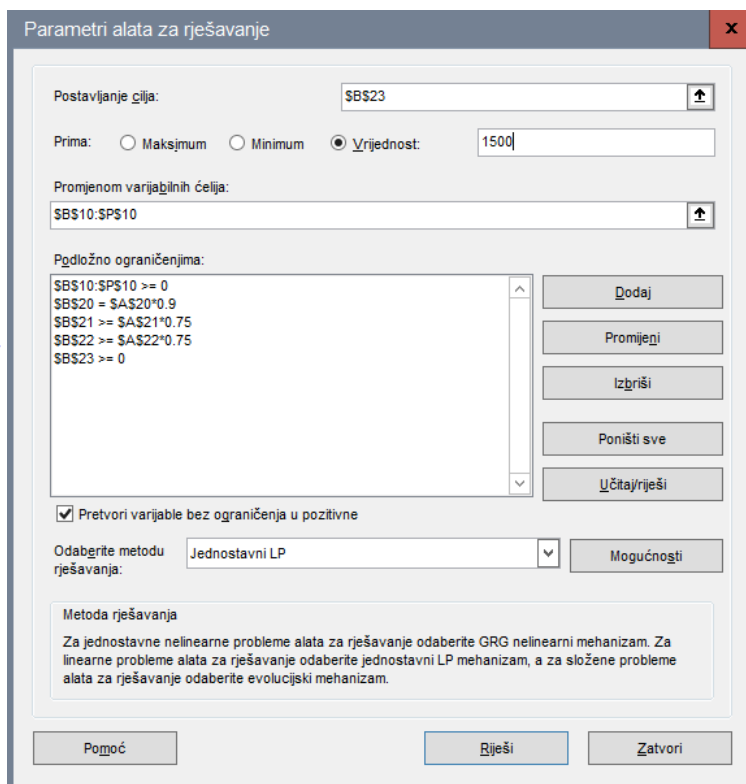 Parametri alata za rješavanje
x
Postavljanje cilja: $B$23
Prima: Maksimum Minimum Vrijednost: 1500
Promjenom varijabilnih ćelija:
$B$10:$P$10
Podložno ograničenjima:
$B$10:$P$10 >= 0
$B$20 = $A$20*0.9
$B$21 >= $A$21*0.75
$B$22 >= $A$22*0.75
$B$23 >= 0
Dodaj
Promijeni
Izbriši
Poništi sve
Učitaj/riješi
Pretvori varijable bez ograničenja u pozitivne
Odaberite metodu
rješavanja:
Jednostavni LP
Mogućnosti
Metoda rješavanja
Za jednostavne nelinearne probleme alata za rješavanje odaberite GRG nelinearni mehanizam. Za
linearne probleme alata za rješavanje odaberite jednostavni LP mehanizam, a za složene probleme
alata za rješavanje odaberite evolucijski mehanizam.
Pomoć
Riješi
Zatvori